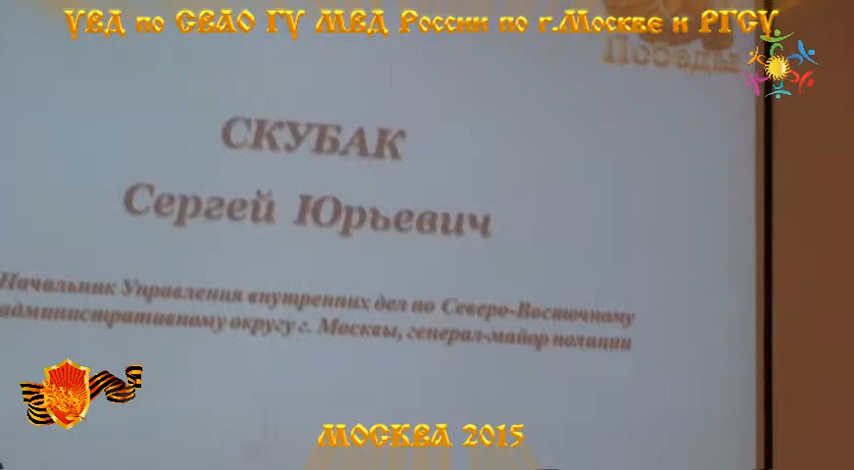 УВД по СВАО ГУ МВД России по г.Москве и РГСУ
Победы
СКУБАК
Сергей Юрьевич
Начальник Управления внутренних дел по Северо-Восточному
административному округу г. Москвы, генерал-майор полиции
МОСКВА 2015